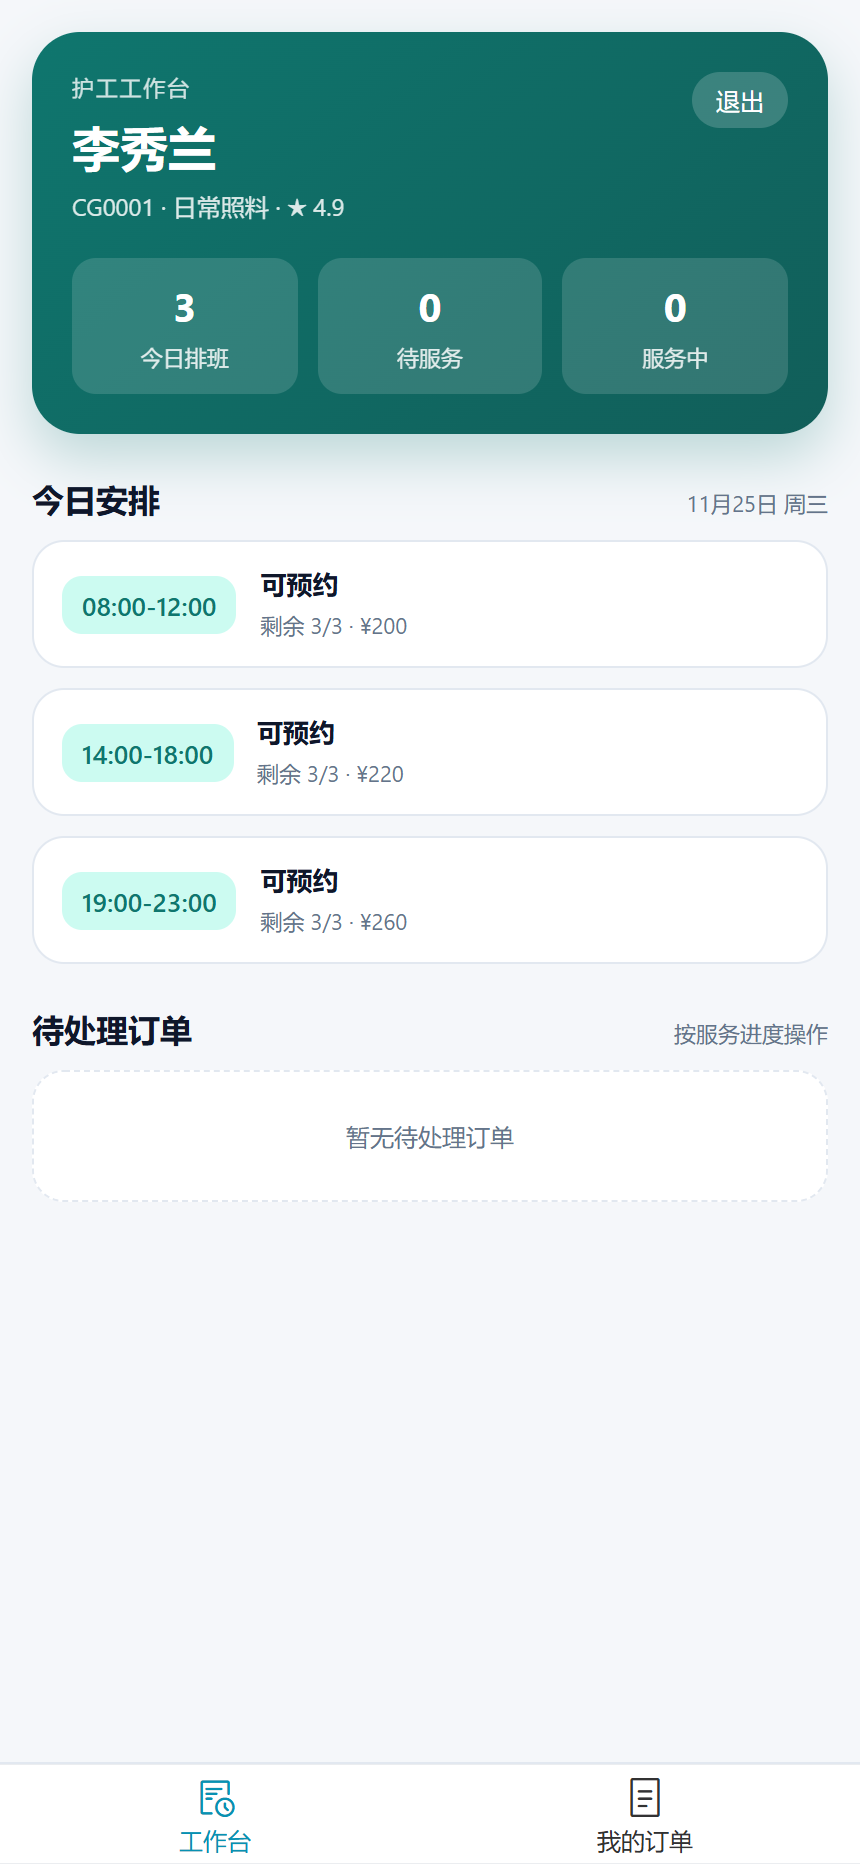 护工工作台
退出
李秀兰
CG0001 · 日常照料 · ★ 4.9
3
今日排班
0
待服务
0
服务中
今日安排
11月25日 周三
08:00-12:00
可预约
剩余 3/3 · ¥200
14:00-18:00
可预约
剩余 3/3 · ¥220
19:00-23:00
可预约
剩余 3/3 · ¥260
待处理订单
按服务进度操作
暂无待处理订单
工作台
我的订单